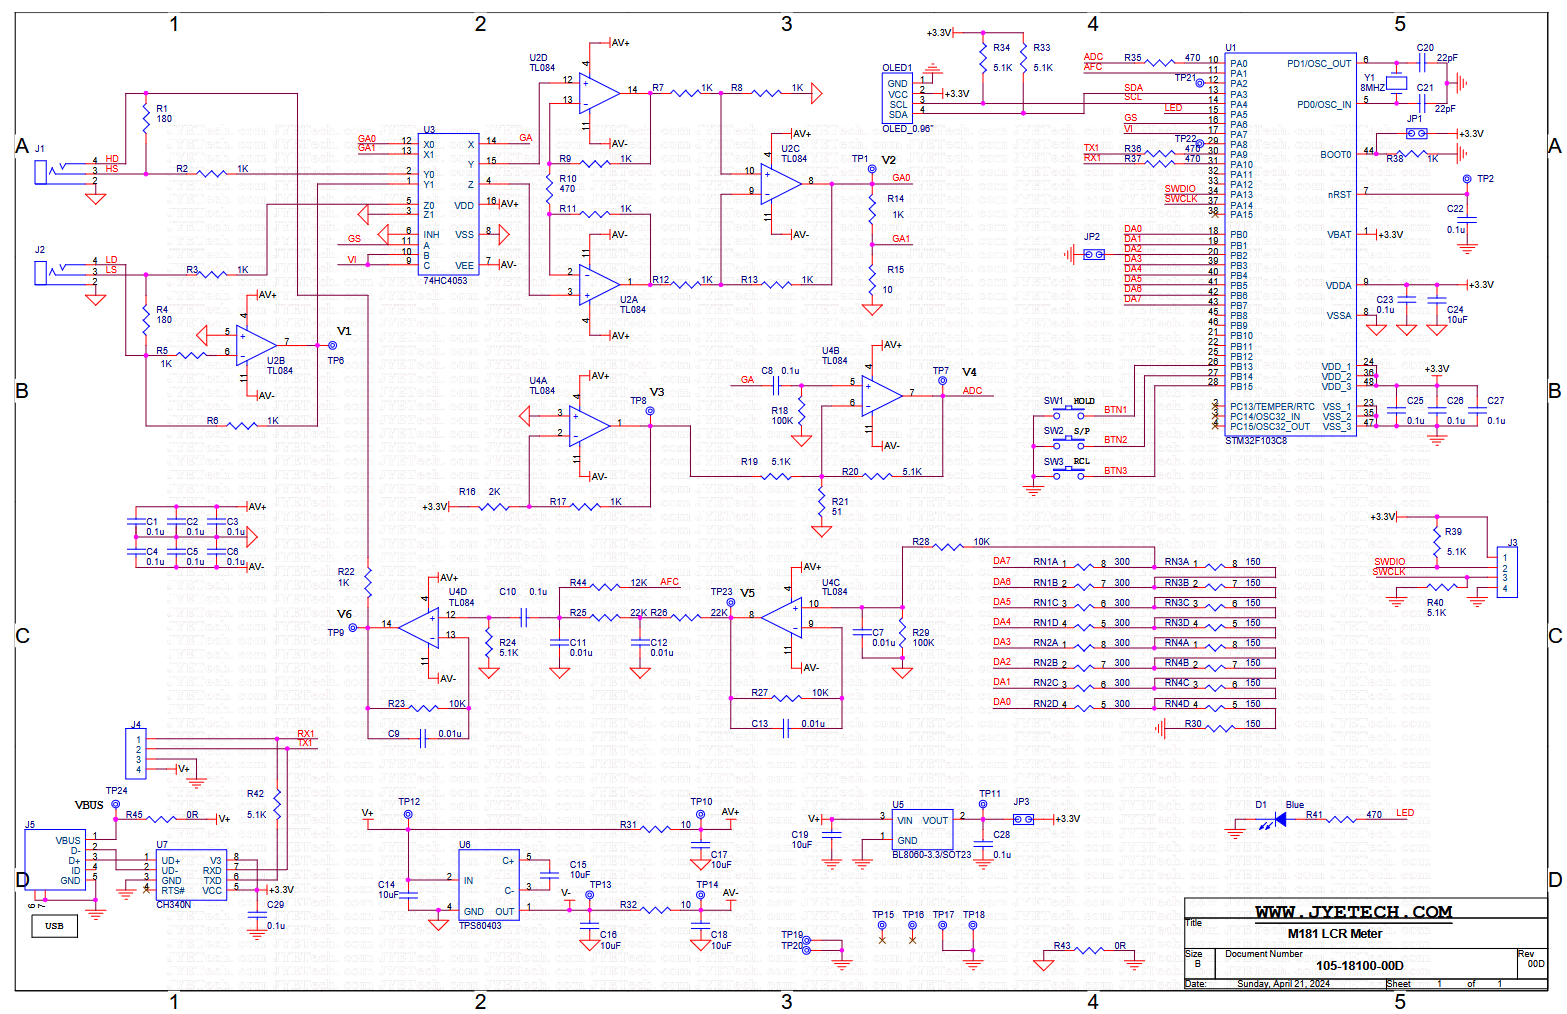 1 2 3 4 5
A
B
C
D
J1
4 HD
3 HS
2
R1
180
R2 1K
J2
4 LD
3 LS
2
R3 1K
R4
180
R5
1K
R6 1K
AV+
4
5
6
7
11
U2B
TL084
AV-
V1
TP6
U3
GA0 12 X0 X 14 GA
GA1 13 X1
Y 15
2 Y0
1 Y1 Z 4
5 Z0 VDD 16 AV+
3 Z1
6 INH VSS 8
GS 11 A
10 B
VI 9 C VEE 7 AV-
74HC4053
U2D
TL084
AV+
4
12
13
14
11
AV-
R7 1K
R8 1K
R9 1K
R10
470
R11 1K
AV-
11
2
3
1
4
U2A
TL084
AV+
R12 1K
R13 1K
AV+
4
U2C
TL084
10
9
8
11
AV-
TP1
V2
GA0
R14
1K
GA1
R15
10
OLED1
GND 1
VCC 2 +3.3V
SCL 3
SDA 4
OLED_0.96"
+3.3V
R34
5.1K
R33
5.1K
U1
ADC R35 470 10 PA0
AFC 11 PA1
TP21 12 PA2
SDA 13 PA3
SCL 14 PA4
LED 15 PA5
GS 16 PA6
VI 17 PA7
TP22 29 PA8
TX1 R36 470 30 PA9
RX1 R37 470 31 PA10
32 PA11
33 PA12
SWDIO 34 PA13
SWCLK 37 PA14
38 PA15
DA0 18 PB0
DA1 19 PB1
DA2 20 PB2
DA3 39 PB3
DA4 40 PB4
DA5 41 PB5
DA6 42 PB6
DA7 43 PB7
45 PB8
46 PB9
21 PB10
22 PB11
25 PB12
26 PB13
27 PB14
28 PB15
2 PC13/TEMPER/RTC
3 PC14/OSC32_IN
4 PC15/OSC32_OUT
STM32F103C8
PD1/OSC_OUT 6
PD0/OSC_IN 5
BOOT0 44
nRST 7
VBAT 1 +3.3V
VDDA 9 +3.3V
VSSA 8
VDD_1 24
VDD_2 36
VDD_3 48
VSS_1 23
VSS_2 35
VSS_3 47
C20
22pF
Y1
8MHZ
C21
22pF
JP1
+3.3V
R38 1K
TP2
C22
0.1u
C23
0.1u
C24
10uF
+3.3V
C25
0.1u
C26
0.1u
C27
0.1u
JP2
SW1 HOLD
BTN1
SW2 S/P
BTN2
SW3 RCL
BTN3
U4A
TL084
AV+
4
3
2
1
11
AV-
V3
TP8
+3.3V R16 2K
R17 1K
GA C8 0.1u
R18
100K
U4B
TL084
AV+
4
5
6
7
11
AV-
TP7
V4
ADC
R19 5.1K
R20 5.1K
R21
51
AV+
C1
0.1u
C2
0.1u
C3
0.1u
C4
0.1u
C5
0.1u
C6
0.1u
AV-
R22
1K
V6
TP9
14
AV+
4
U4D
TL084
12
13
11
AV-
R23 10K
C9 0.01u
C10 0.1u
R24
5.1K
R44 12K AFC
R25 22K
R26 22K
C11
0.01u
C12
0.01u
TP23
V5
AV+
4
U4C
TL084
8
10
9
11
AV-
R27 10K
C13 0.01u
C7
0.01u
R29
100K
R28 10K
DA7 RN1A 1 8 300 RN3A 1 8 150
DA6 RN1B 2 7 300 RN3B 2 7 150
DA5 RN1C 3 6 300 RN3C 3 6 150
DA4 RN1D 4 5 300 RN3D 4 5 150
DA3 RN2A 1 8 300 RN4A 1 8 150
DA2 RN2B 2 7 300 RN4B 2 7 150
DA1 RN2C 3 6 300 RN4C 3 6 150
DA0 RN2D 4 5 300 RN4D 4 5 150
R30 150
+3.3V
R39
5.1K
J3
SWDIO
SWCLK
1
2
3
4
R40
5.1K
J4
1 RX1
2 TX1
3
4 V+
TP24
VBUS
R45 0R V+
R42
5.1K
J5
VBUS 1
D- 2
D+ 3
ID 4
GND 5
6 7
USB
U7
1 UD+ V3 8
2 UD- RXD 7
3 GND TXD 6
4 RTS# VCC 5 +3.3V
CH340N
C29
0.1u
V+
TP12
R31 10
TP10
AV+
C17
10uF
U6
C14
10uF
2 IN
4 GND
C+ 5
C- 3
OUT 1
TPS60403
C15
10uF
V-
TP13
R32 10
TP14
AV-
C16
10uF
C18
10uF
V+
C19
10uF
U5
3 VIN VOUT 2
1 GND
BL8060-3.3/SOT23
TP11
JP3
+3.3V
C28
0.1u
TP19
TP20
TP15 TP16 TP17 TP18
R43 0R
D1 Blue
R41 470 LED
WWW.JYETECH.COM
Title
M181 LCR Meter
Size
B
Document Number
105-18100-00D
Rev
00D
Date: Sunday, April 21, 2024 Sheet 1 of 1
A
B
C
D
1 2 3 4 5